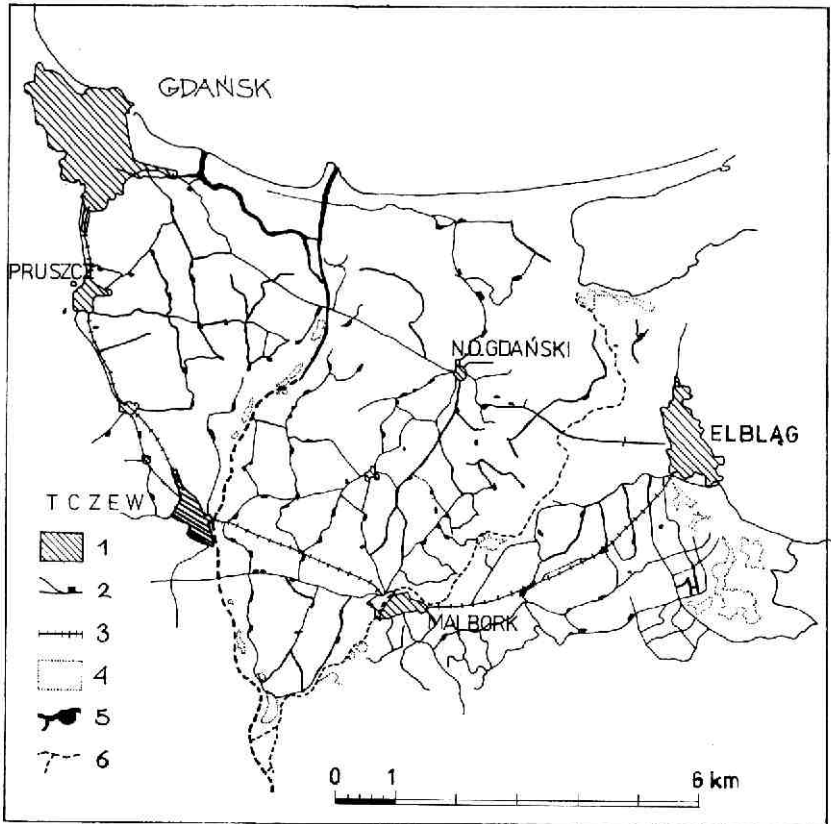 GDAŃSK
PRUSZCZ
N.D.GDAŃSKI
ELBLĄG
TCZEW
MALBORK
1
2
3
4
5
6
0 1 6 km